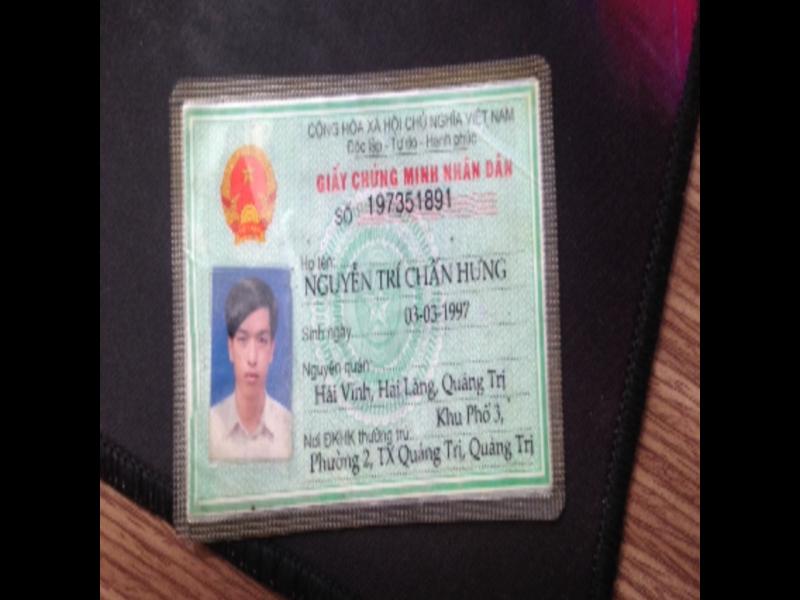 CỘNG HÒA XÃ HỘI CHỦ NGHĨA VIỆT NAM
Độc lập - Tự do - Hạnh phúc
GIẤY CHỨNG MINH NHÂN DÂN
SỐ 197351891
Họ tên:
NGUYỄN TRÍ CHẤN HƯNG
Sinh ngày 03-03-1997
Nguyên quán
Hải Vĩnh, Hải Lăng, Quảng Trị
Nơi ĐKHK thường trú: Khu Phố 3,
Phường 2, TX Quảng Trị, Quảng Trị